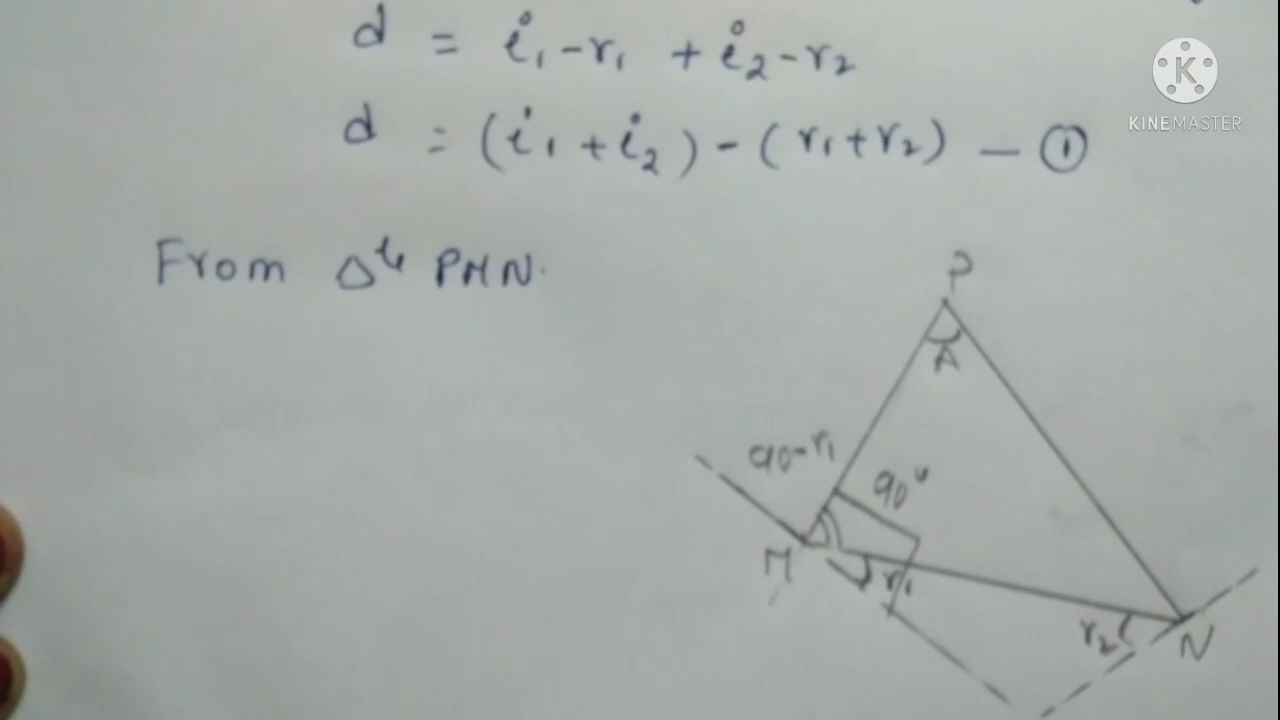 d = i₁ - r₁ + i₂ - r₂
d = (i₁ + i₂) - (r₁ + r₂) — ①
K
KINEMASTER
From Δˡᵉ PMN.
P
A
90-r₁
90°
M
r₁
r₂
N